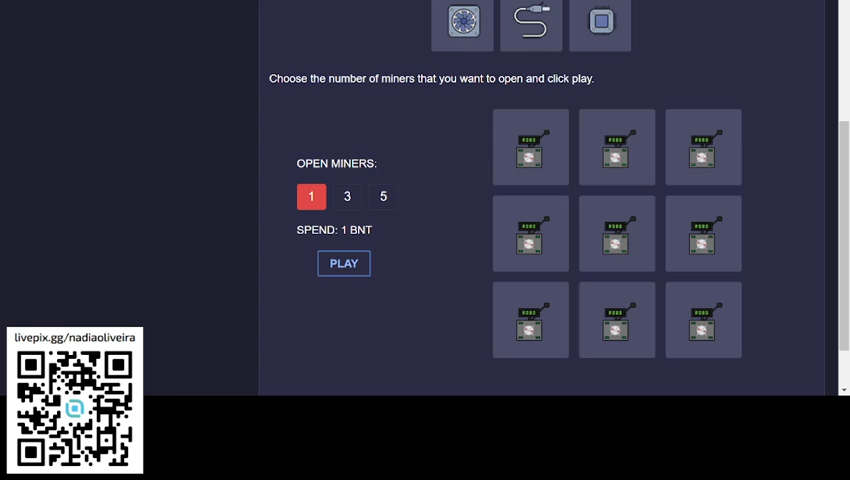 Choose the number of miners that you want to open and click play.
OPEN MINERS:
1 3 5
SPEND: 1 BNT
PLAY
livepix.gg/nadiaoliveira